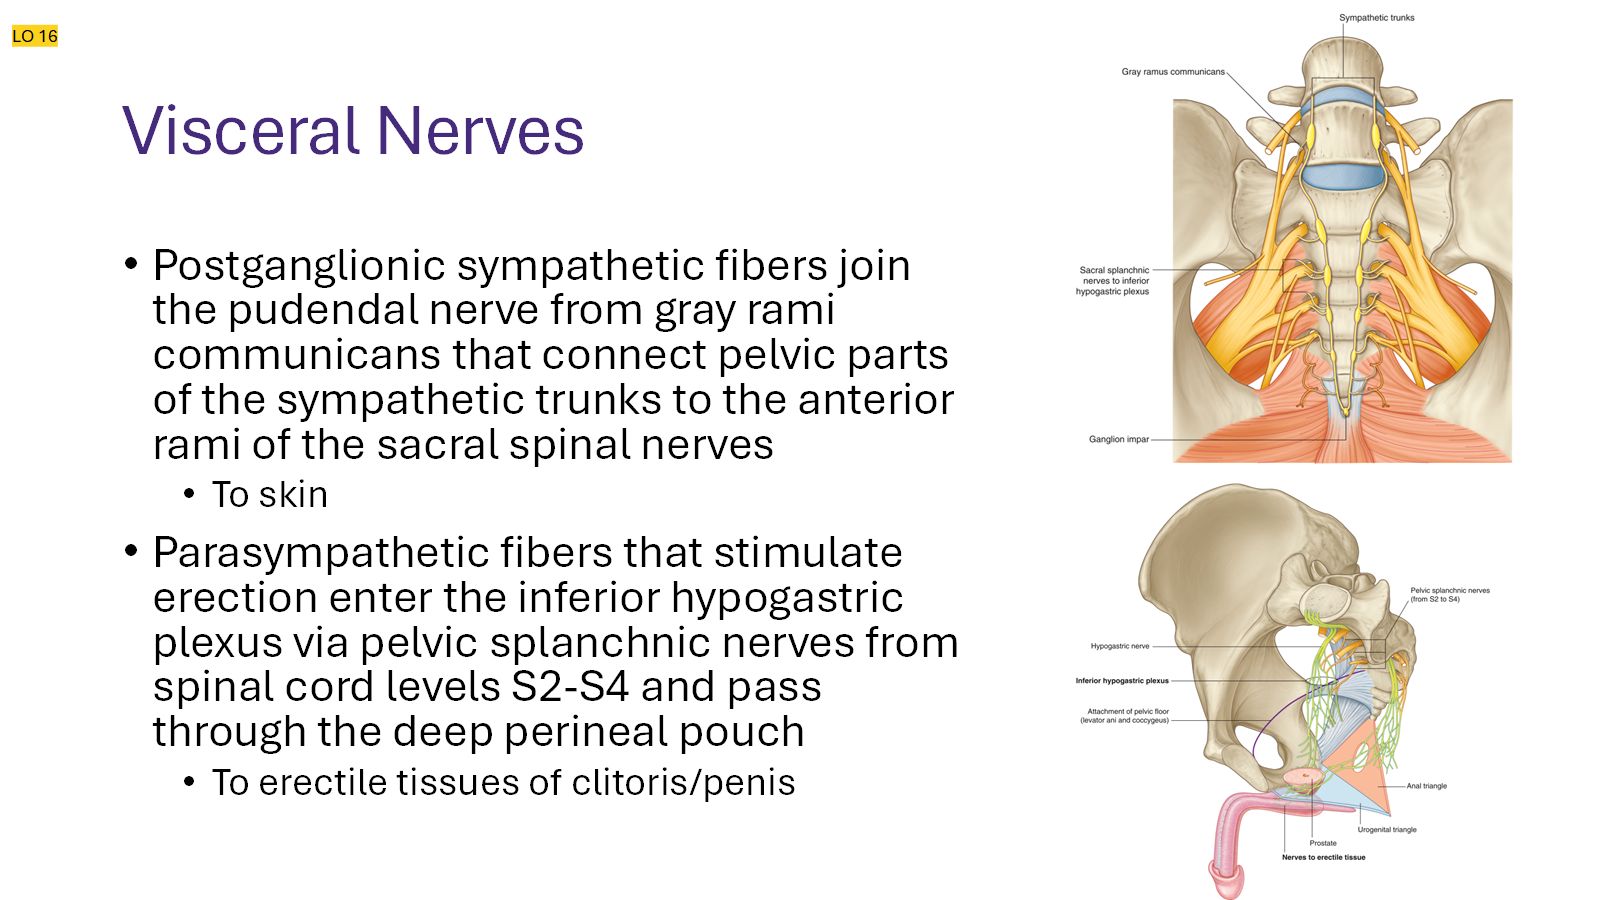 LO 16
Visceral Nerves
• Postganglionic sympathetic fibers join
the pudendal nerve from gray rami
communicans that connect pelvic parts
of the sympathetic trunks to the anterior
rami of the sacral spinal nerves
• To skin
• Parasympathetic fibers that stimulate
erection enter the inferior hypogastric
plexus via pelvic splanchnic nerves from
spinal cord levels S2-S4 and pass
through the deep perineal pouch
• To erectile tissues of clitoris/penis
Sympathetic trunks
Gray ramus communicans
Sacral splanchnic
nerves to inferior
hypogastric plexus
Ganglion impar
Pelvic splanchnic nerves
(from S2 to S4)
Hypogastric nerve
Inferior hypogastric plexus
Attachment of pelvic floor
(levator ani and coccygeus)
Anal triangle
Urogenital triangle
Prostate
Nerves to erectile tissue